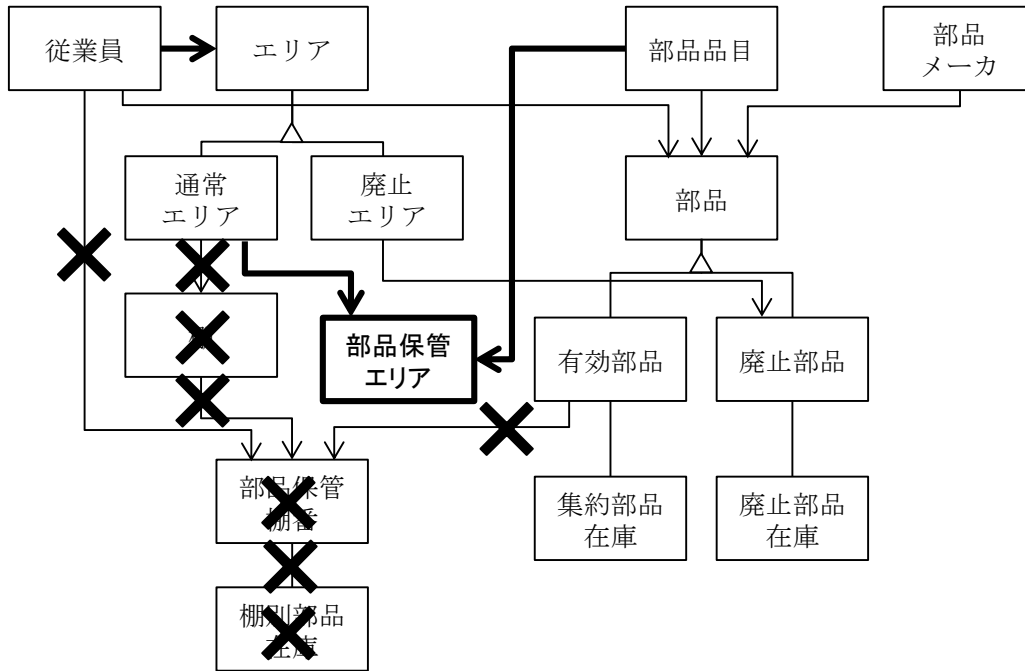 従業員
エリア
部品品目
部品
メーカ
通常
エリア
廃止
エリア
部品
部品保管
エリア
有効部品
廃止部品
部品保管
棚番
集約部品
在庫
廃止部品
在庫
棚別部品
在庫